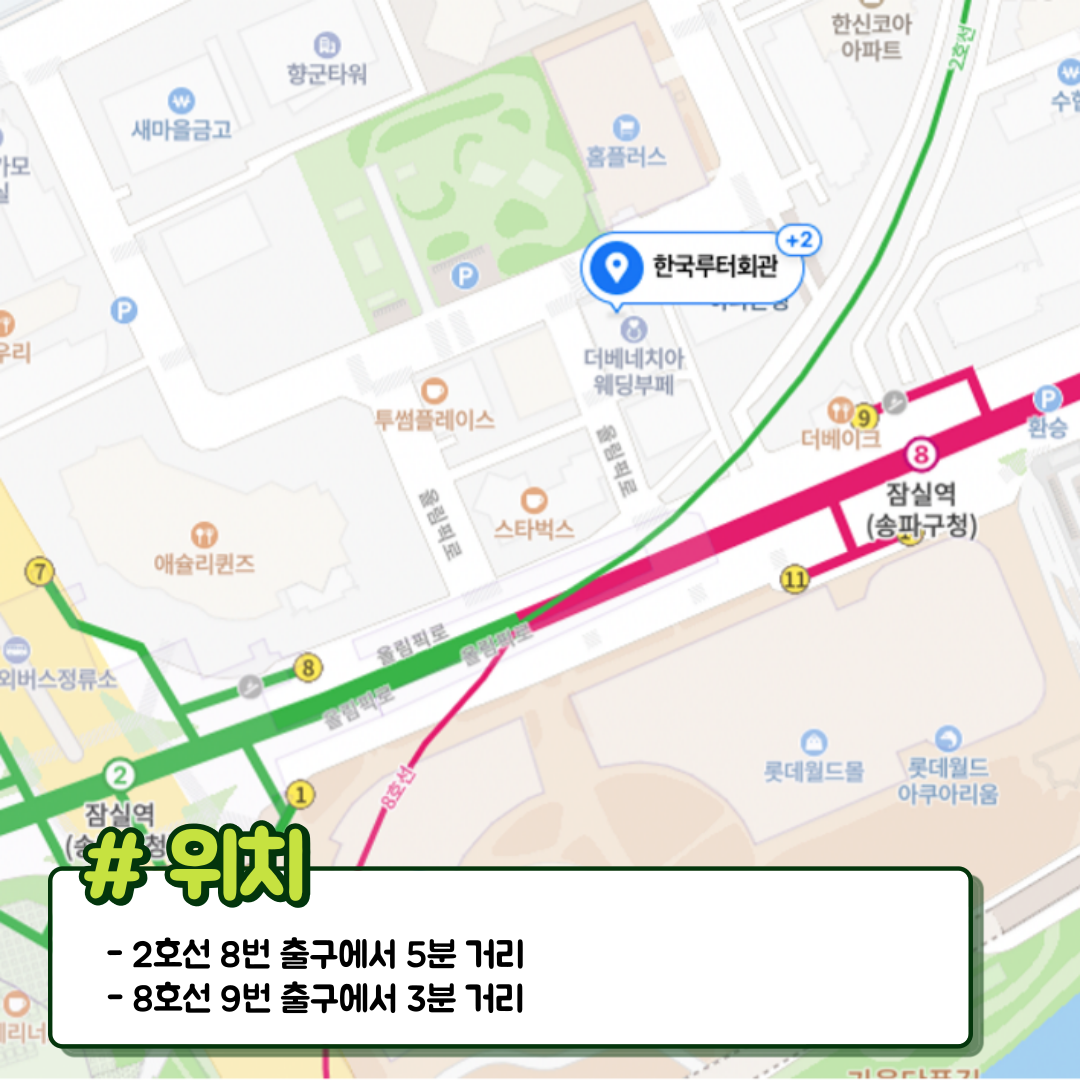 한신코아
아파트
2호선
향군타워
새마을금고
수협
홈플러스
+2
한국루터회관
P
P
우리
더베네치아
웨딩부페
투썸플레이스
올림픽로
올림픽로
스타벅스
더베이크
9
P
환승
8
잠실역
(송파구청)
11
애슐리퀸즈
7
8
외버스정류소
올림픽로
올림픽로
올림픽로
2
잠실역
1
8호선
롯데월드몰
롯데월드
아쿠아리움
# 위치
- 2호선 8번 출구에서 5분 거리
- 8호선 9번 출구에서 3분 거리